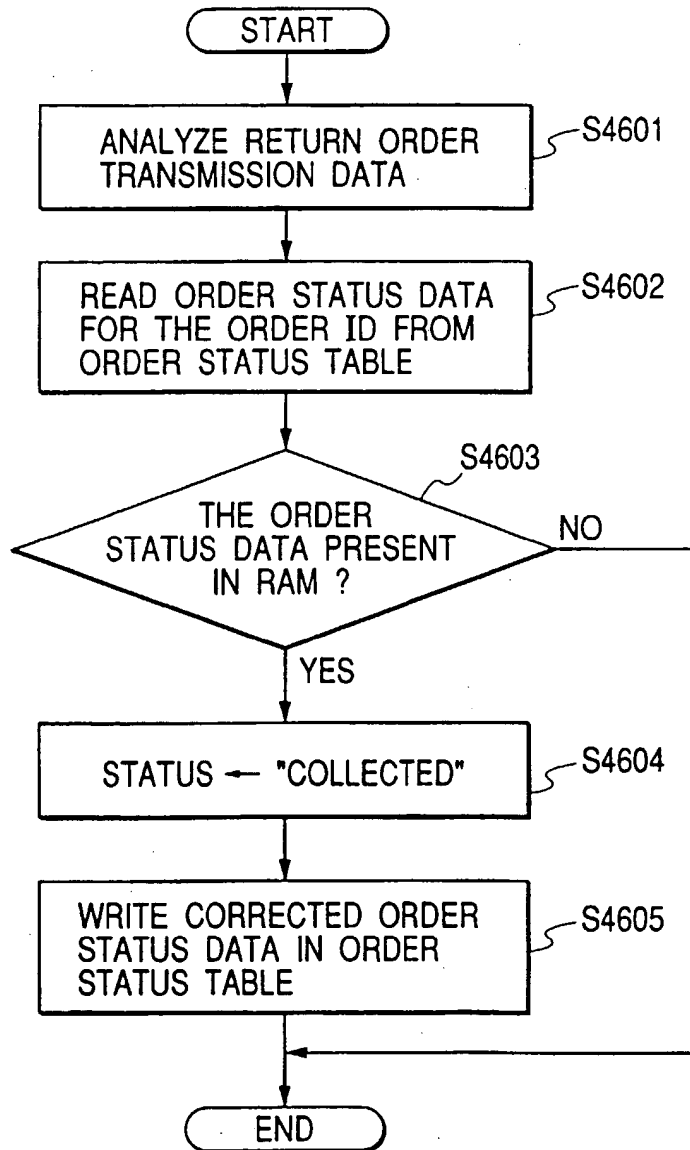 START
ANALYZE RETURN ORDER
TRANSMISSION DATA
S4601
READ ORDER STATUS DATA
FOR THE ORDER ID FROM
ORDER STATUS TABLE
S4602
S4603
THE ORDER
STATUS DATA PRESENT
IN RAM ?
NO
YES
STATUS ← "COLLECTED"
S4604
WRITE CORRECTED ORDER
STATUS DATA IN ORDER
STATUS TABLE
S4605
END